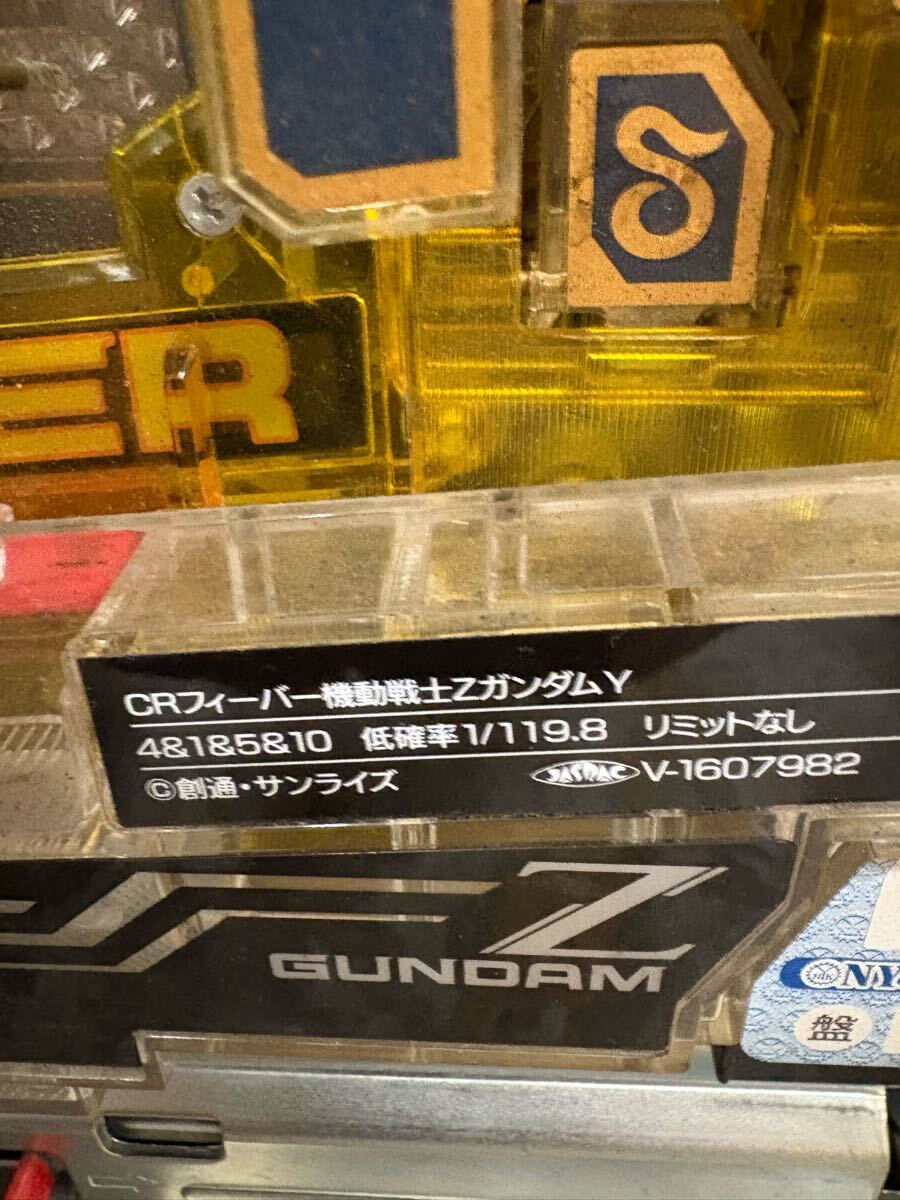 ER
CRフィーバー機動戦士ZガンダムY
4&1&5&10 低確率1/119.8 リミットなし
©創通・サンライズ JASRAC V-1607982
Z
GUNDAM
盤